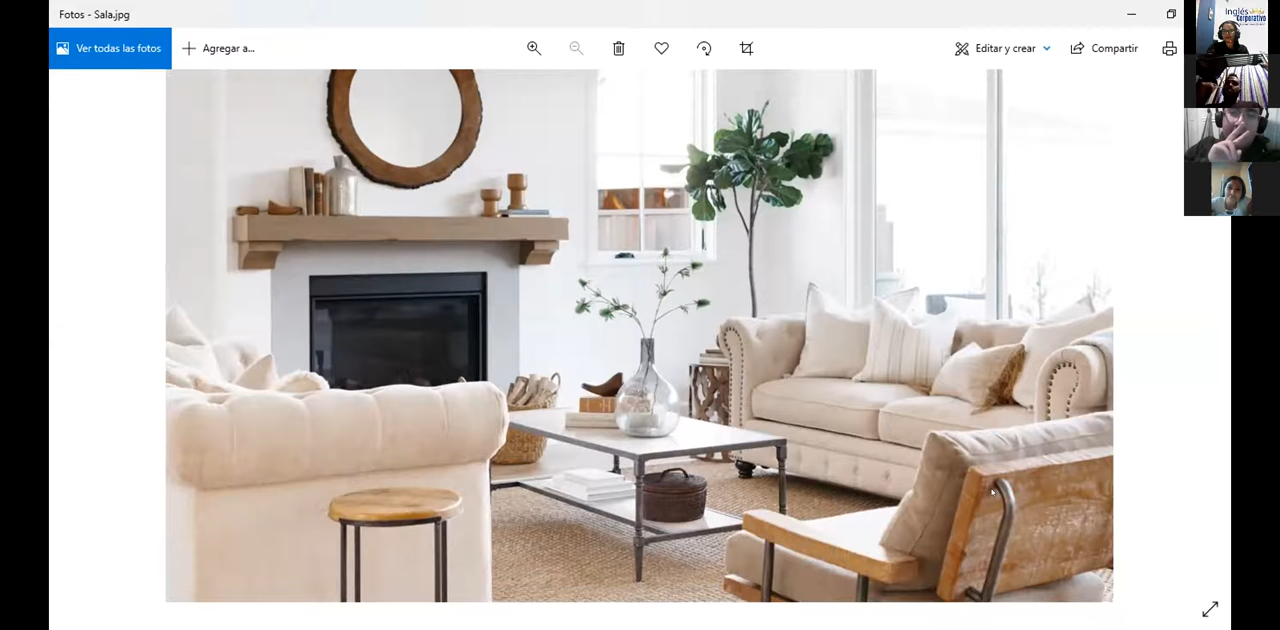 Fotos - Sala.jpg
Ver todas las fotos
Agregar a...
Editar y crear
Compartir
Inglés
Corporativo